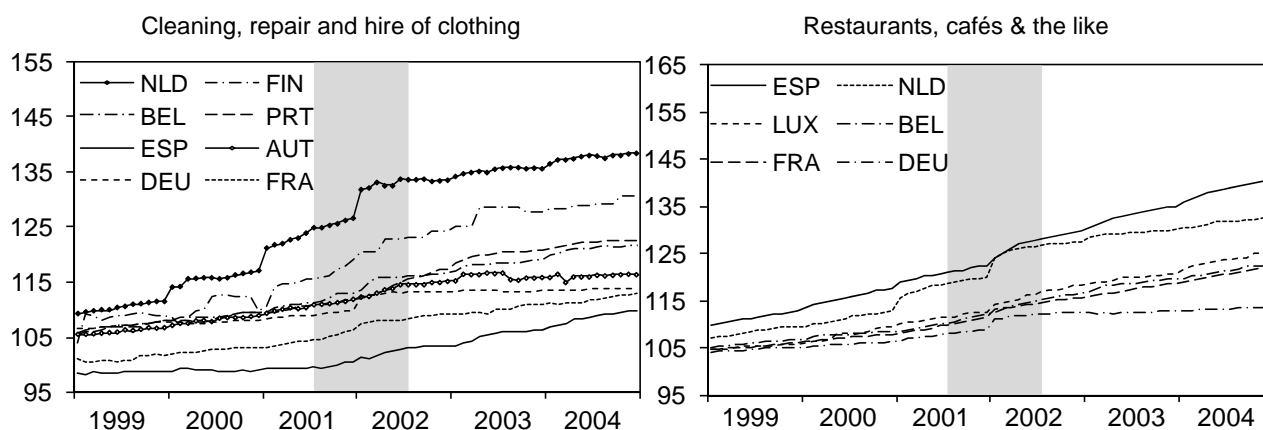 Cleaning, repair and hire of clothing
155
145
135
125
115
105
95
NLD FIN
BEL PRT
ESP AUT
DEU FRA
1999 2000 2001 2002 2003 2004
Restaurants, cafés & the like
165
155
145
135
125
115
105
95
ESP NLD
LUX BEL
FRA DEU
1999 2000 2001 2002 2003 2004